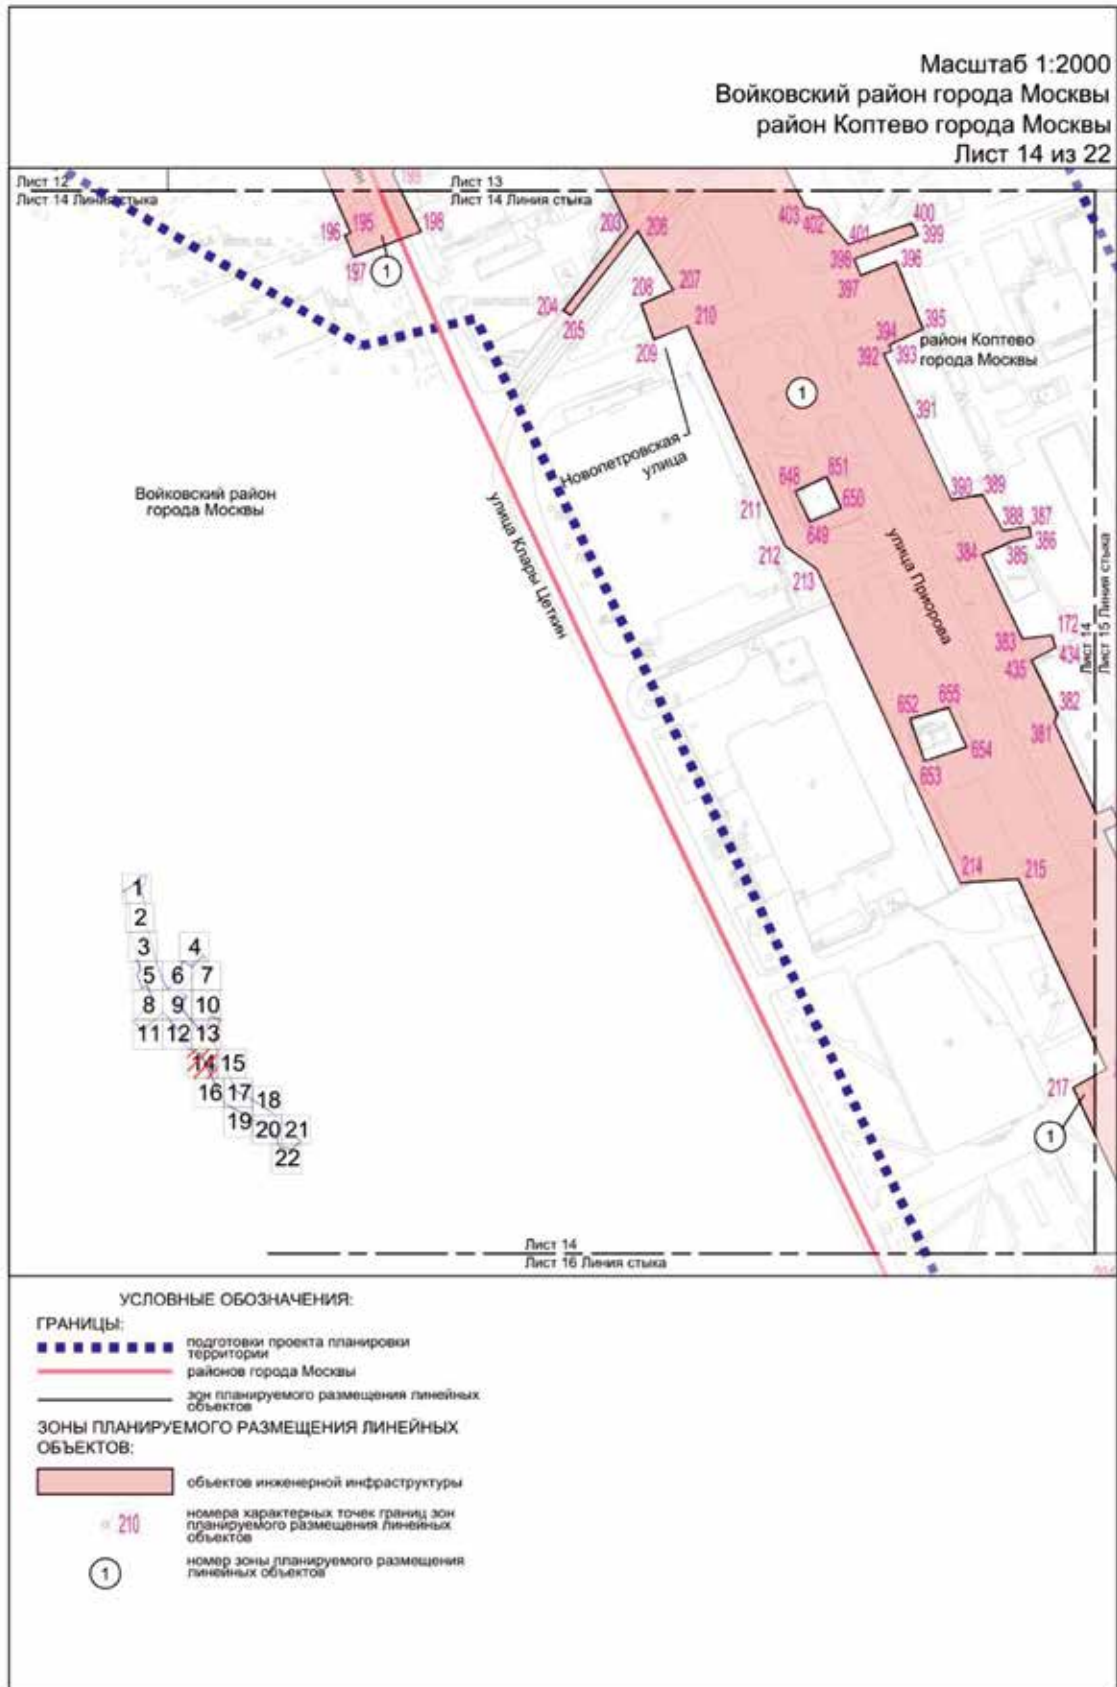 Масштаб 1:2000
Войковский район города Москвы
район Коптево города Москвы
Лист 14 из 22
Лист 12
Лист 14 Линия стыка
Лист 13
Лист 14 Линия стыка
199
196
195
198
197
1
203
206
204
205
208
207
210
209
403
402
401
400
399
398
396
397
395
394
392
393
район Коптево
города Москвы
391
1
Новопетровская
улица
Войковский район
города Москвы
улица Клары Цеткин
648
651
650
649
211
212
213
390
389
388
387
386
385
384
улица Приорова
Лист 14
Лист 15 Линия стыка
383
172
434
435
382
381
652
655
654
653
214
215
217
1
1
2
3
4
5
6
7
8
9
10
11
12
13
14
15
16
17
18
19
20
21
22
Лист 14
Лист 16 Линия стыка
УСЛОВНЫЕ ОБОЗНАЧЕНИЯ:
ГРАНИЦЫ:
подготовки проекта планировки
территории
районов города Москвы
зон планируемого размещения линейных
объектов
ЗОНЫ ПЛАНИРУЕМОГО РАЗМЕЩЕНИЯ ЛИНЕЙНЫХ
ОБЪЕКТОВ:
объектов инженерной инфраструктуры
210
номера характерных точек границ зон
планируемого размещения линейных
объектов
1
номер зоны планируемого размещения
линейных объектов